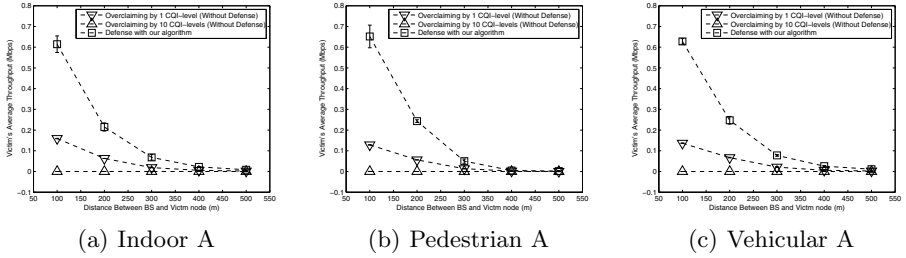 Overclaiming by 1 CQI-level (Without Defense)
Overclaiming by 10 CQI-levels (Without Defense)
Defense with our algorithm
Victim's Average Throughput (Mbps)
0.8
0.7
0.6
0.5
0.4
0.3
0.2
0.1
0
−0.1
50 100 150 200 250 300 350 400 450 500 550
Distance Between BS and Victm node (m)
(a) Indoor A
Overclaiming by 1 CQI-level (Without Defense)
Overclaiming by 10 CQI-levels (Without Defense)
Defense with our algorithm
Victim's Average Throughput (Mbps)
0.8
0.7
0.6
0.5
0.4
0.3
0.2
0.1
0
−0.1
50 100 150 200 250 300 350 400 450 500 550
Distance Between BS and Victm node (m)
(b) Pedestrian A
Overclaiming by 1 CQI-level (Without Defense)
Overclaiming by 10 CQI-levels (Without Defense)
Defense with our algorithm
Victim's Average Throughput (Mbps)
0.8
0.7
0.6
0.5
0.4
0.3
0.2
0.1
0
−0.1
50 100 150 200 250 300 350 400 450 500 550
Distance Between BS and Victm node (m)
(c) Vehicular A